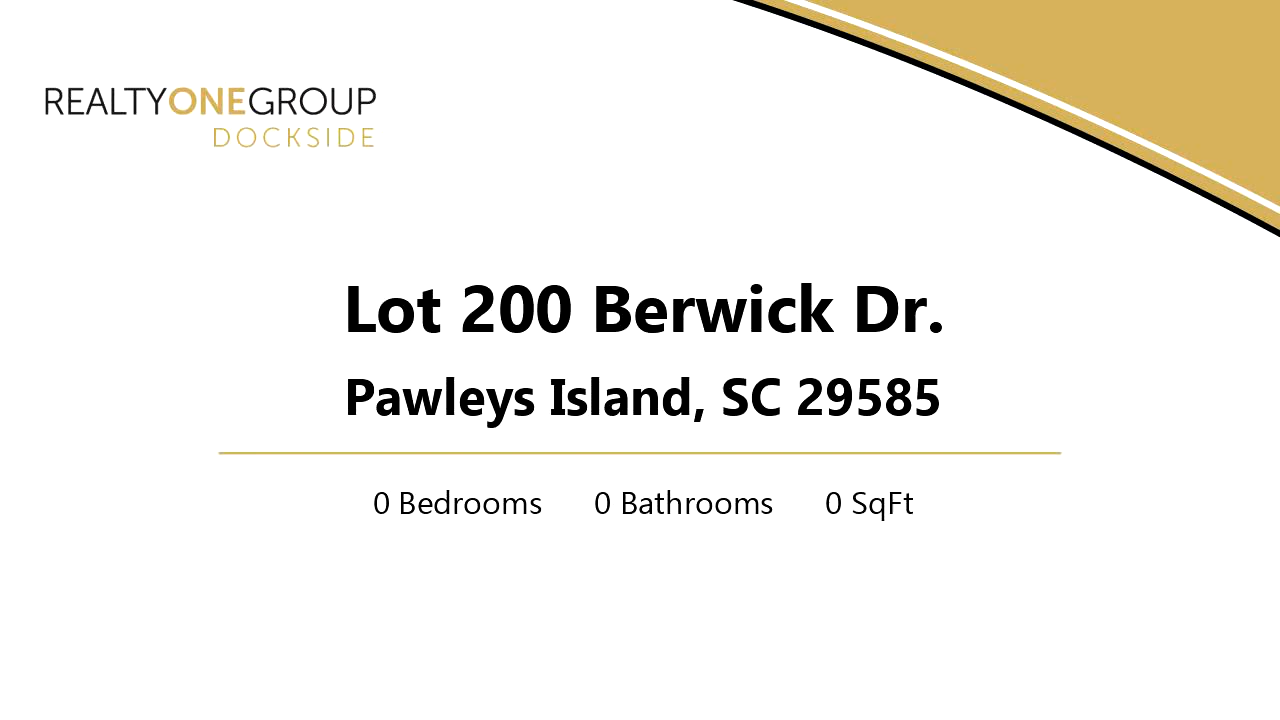 REALTYONEGROUP
DOCKSIDE
Lot 200 Berwick Dr.
Pawleys Island, SC 29585
0 Bedrooms 0 Bathrooms 0 SqFt